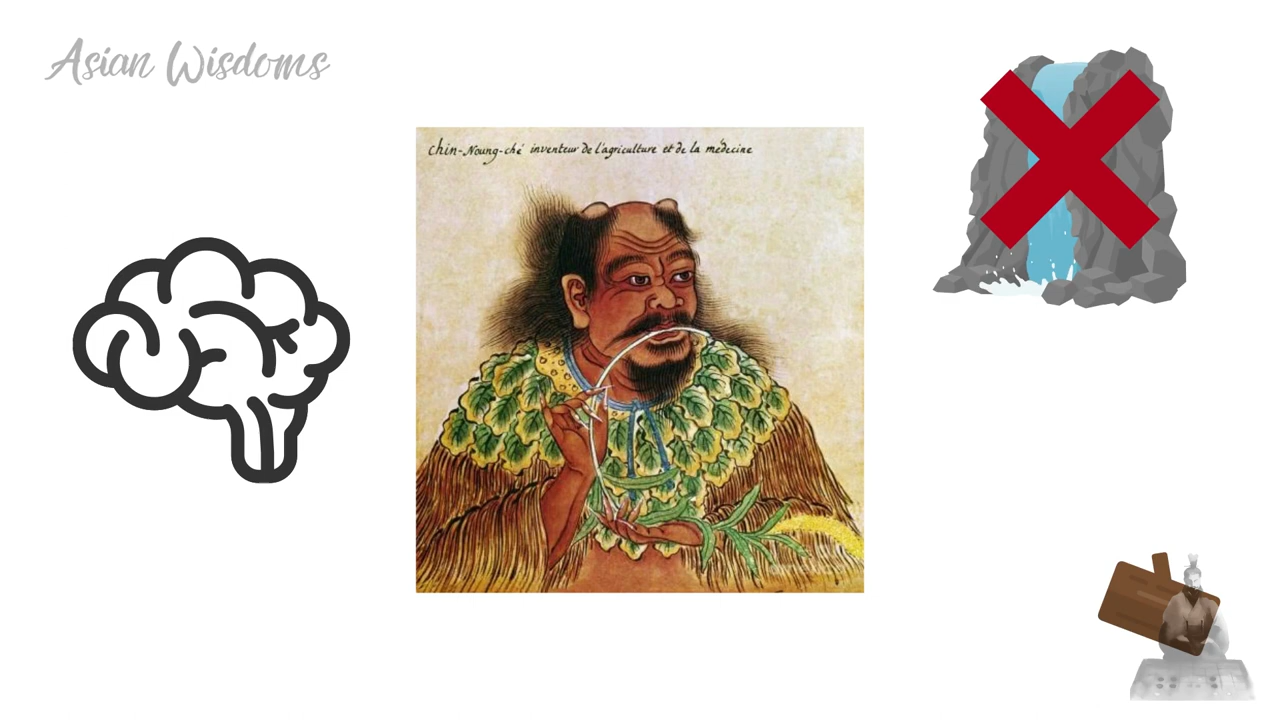 Asian Wisdoms
Chin-Noung-ché inventeur de l'agriculture et de la médecine